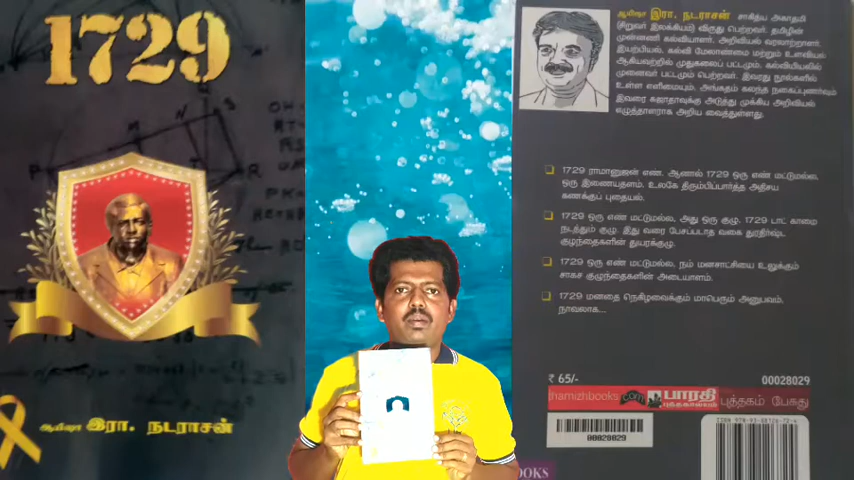 1729
ஆயிஷா இரா. நடராசன்
ஆயிஷா இரா. நடராசன் சாகித்ய அகாதமி
(சிறுவர் இலக்கியம்) விருது பெற்றவர். தமிழின்
முன்னணி கல்வியாளர். அறிவியல் வரலாற்றாளர்.
இயற்பியல், கல்வி மேலாண்மை மற்றும் உளவியல்
ஆகியவற்றில் முதுகலைப் பட்டமும், கல்வியியலில்
முனைவர் பட்டமும் பெற்றவர். இவரது நூல்களில்
உள்ள எளிமையும், அங்கதம் கலந்த நகைப்புணர்வும்
இவரை சுஜாதாவுக்கு அடுத்து முக்கிய அறிவியல்
எழுத்தாளராக அறிய வைத்துள்ளது.
1729 ராமானுஜன் எண். ஆனால் 1729 ஒரு எண் மட்டுமல்ல,
ஒரு இணையதளம். உலகே திரும்பிப்பார்த்த அதிசய
கணக்குப் புதையல்.
1729 ஒரு எண் மட்டுமல்ல, அது ஒரு குழு. 1729 டாட் காமை
நடத்தும் குழு. இது வரை பேசப்படாத வகை துரதிர்ஷ்ட
குழந்தைகளின் துயரக்குழு.
1729 ஒரு எண் மட்டுமல்ல, நம் மனசாட்சியை உலுக்கும்
சாகச குழந்தைகளின் அடையாளம்.
1729 மனதை நெகிழவைக்கும் மாபெரும் அனுபவம்,
நாவலாக...
₹ 65/- 00028029
thamizhbooks.com பாரதி புத்தகாலயம் புத்தகம் பேசுது
00028029
OOKS